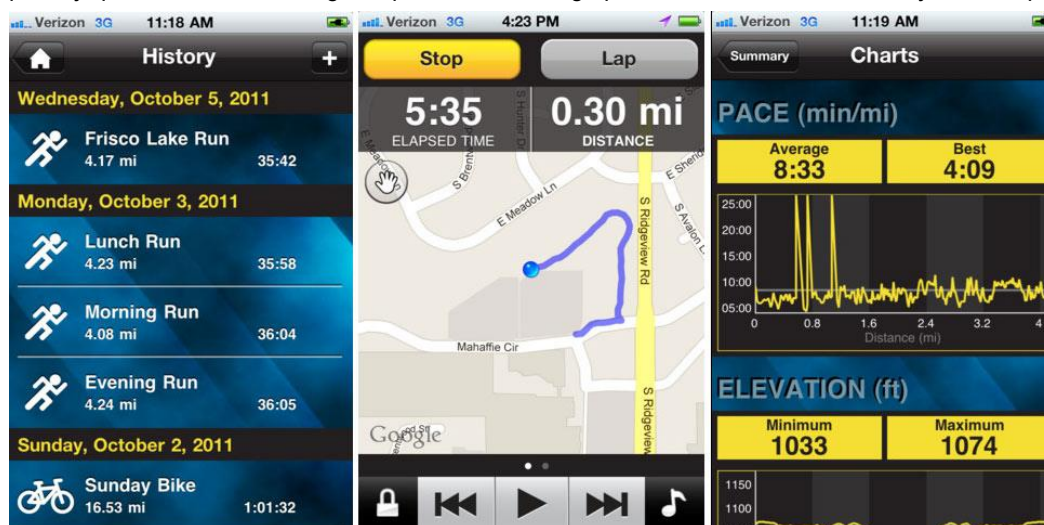 Verizon 3G 11:18 AM
History
+
Wednesday, October 5, 2011
Frisco Lake Run
4.17 mi 35:42
Monday, October 3, 2011
Lunch Run
4.23 mi 35:58
Morning Run
4.08 mi 36:04
Evening Run
4.24 mi 36:05
Sunday, October 2, 2011
Sunday Bike
16.53 mi 1:01:32
Verizon 3G 4:23 PM
Stop Lap
5:35 0.30 mi
ELAPSED TIME DISTANCE
S Hunter Dr
E Meadow
S Brent
E Sherid
E Meadow Ln
S Ridgeview Rd
S Avalon
Mahaffie Cir
S Ridgeview
Google
Verizon 3G 11:19 AM
Summary Charts
PACE (min/mi)
Average Best
8:33 4:09
25:00
20:00
15:00
10:00
05:00
0 0.8 1.6 2.4 3.2 4
Distance (mi)
ELEVATION (ft)
Minimum Maximum
1033 1074
1150
1100